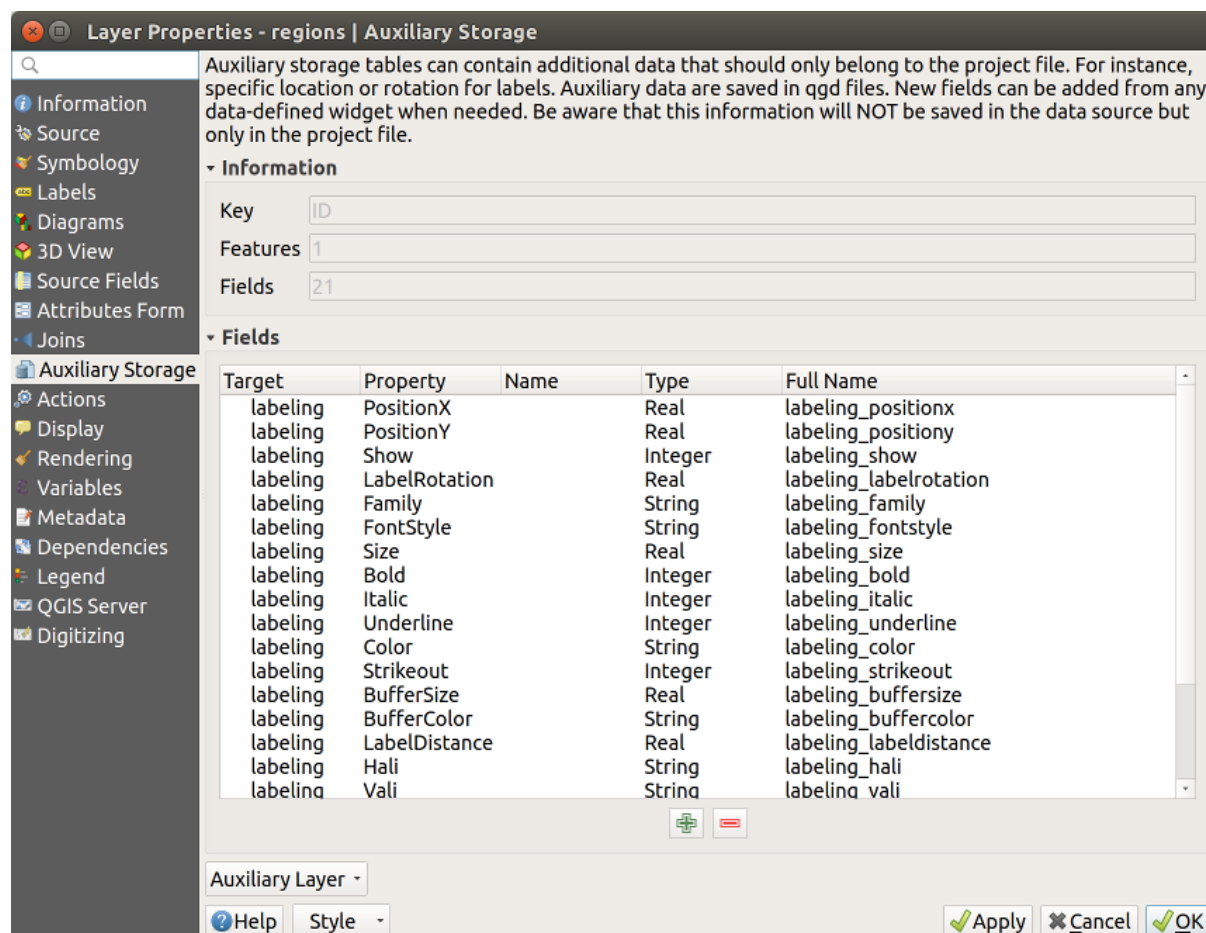 Layer Properties - regions | Auxiliary Storage
Auxiliary storage tables can contain additional data that should only belong to the project file. For instance,
specific location or rotation for labels. Auxiliary data are saved in qgd files. New fields can be added from any
data-defined widget when needed. Be aware that this information will NOT be saved in the data source but
only in the project file.
Information
Source
Symbology
Labels
Diagrams
3D View
Source Fields
Attributes Form
Joins
Auxiliary Storage
Actions
Display
Rendering
Variables
Metadata
Dependencies
Legend
QGIS Server
Digitizing
Information
Key ID
Features 1
Fields 21
Fields
Target Property Name Type Full Name
labeling PositionX Real labeling_positionx
labeling PositionY Real labeling_positiony
labeling Show Integer labeling_show
labeling LabelRotation Real labeling_labelrotation
labeling Family String labeling_family
labeling FontStyle String labeling_fontstyle
labeling Size Real labeling_size
labeling Bold Integer labeling_bold
labeling Italic Integer labeling_italic
labeling Underline Integer labeling_underline
labeling Color String labeling_color
labeling Strikeout Integer labeling_strikeout
labeling BufferSize Real labeling_buffersize
labeling BufferColor String labeling_buffercolor
labeling LabelDistance Real labeling_labeldistance
labeling Hali String labeling_hali
labeling Vali String labeling_vali
Auxiliary Layer
Help Style Apply Cancel OK